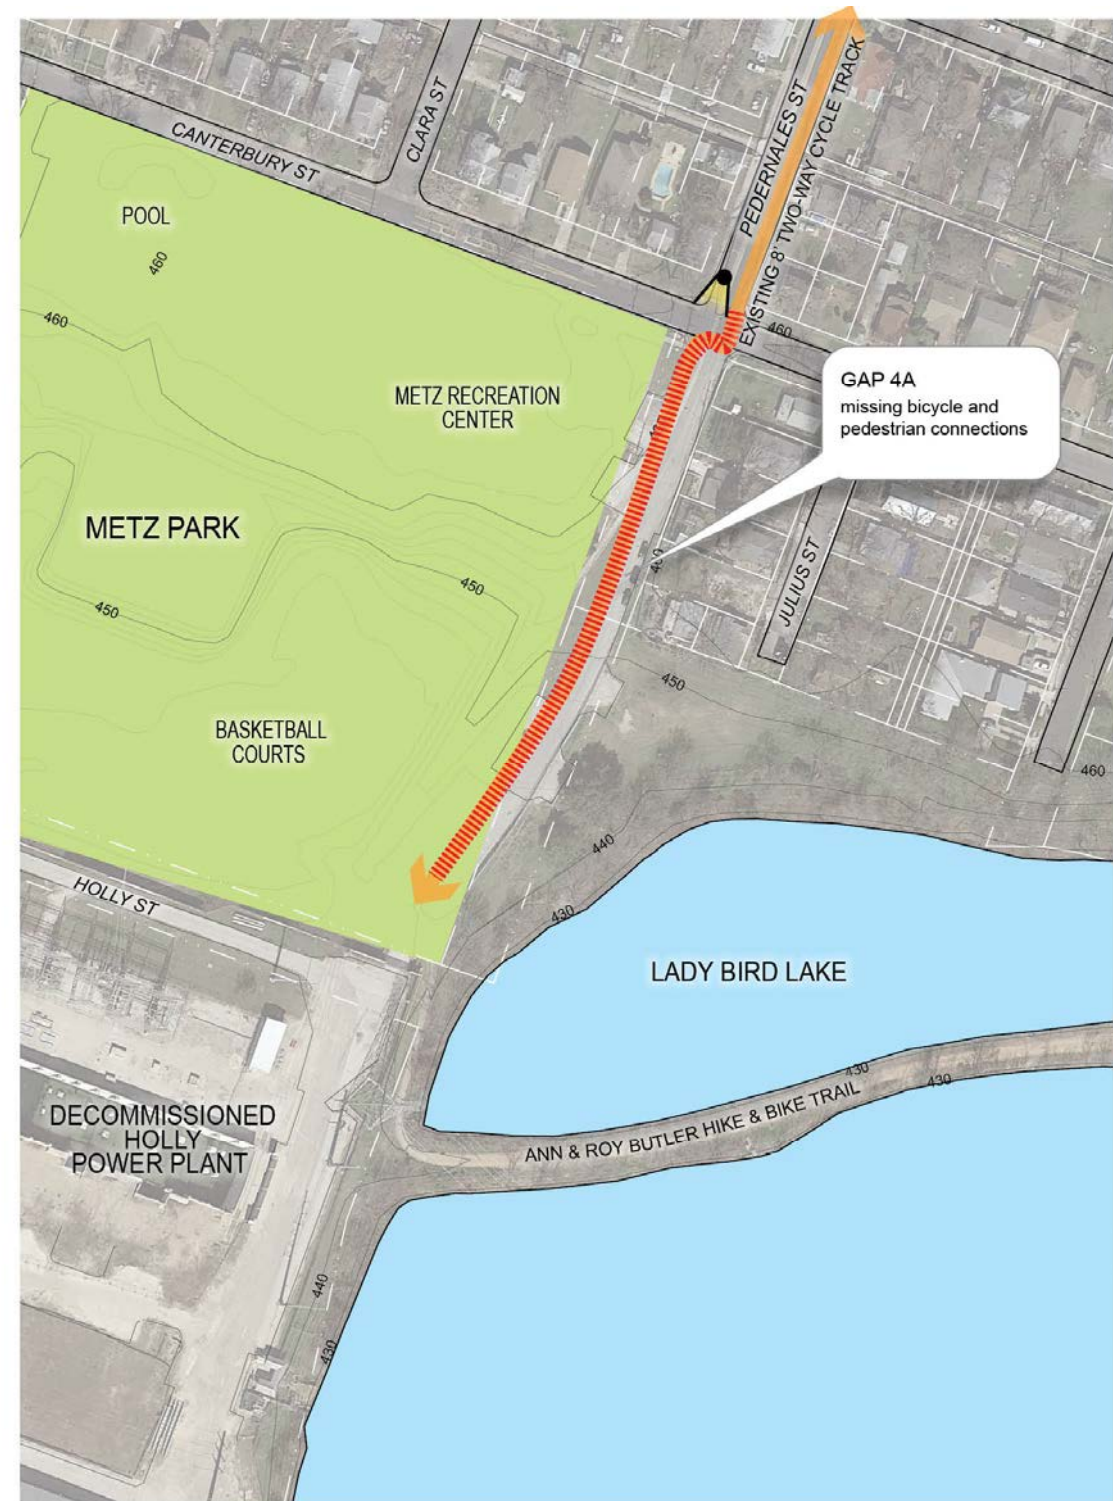 CLARA ST
PEDERNALES ST
EXISTING 8' TWO-WAY CYCLE TRACK
CANTERBURY ST
POOL
460
460
460
GAP 4A
missing bicycle and
pedestrian connections
METZ RECREATION
CENTER
METZ PARK
450
450
JULIUS ST
450
BASKETBALL
COURTS
460
440
HOLLY ST
430
LADY BIRD LAKE
430
430
ANN & ROY BUTLER HIKE & BIKE TRAIL
DECOMMISSIONED
HOLLY
POWER PLANT
440
430